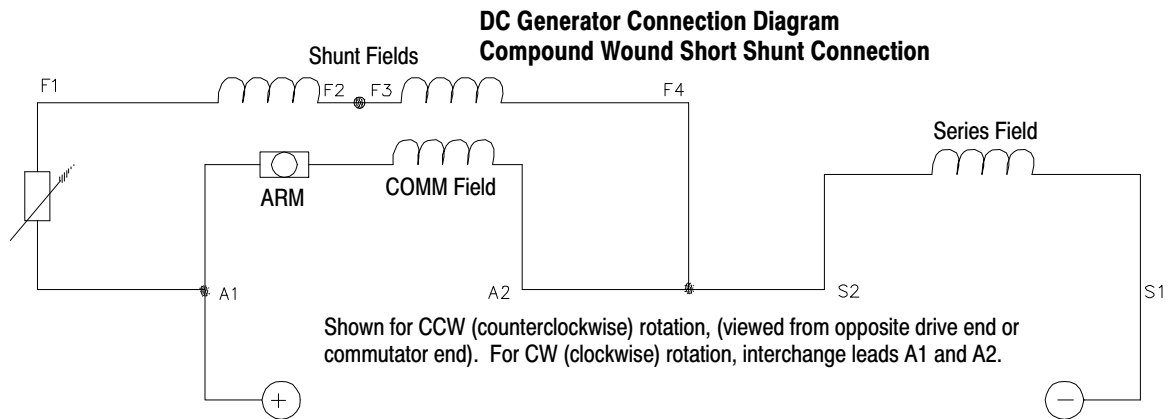 DC Generator Connection Diagram
Compound Wound Short Shunt Connection
Shunt Fields
F1
F2
F3
F4
Series Field
ARM
COMM Field
A1
A2
S2
S1
Shown for CCW (counterclockwise) rotation, (viewed from opposite drive end or
commutator end). For CW (clockwise) rotation, interchange leads A1 and A2.
+
−